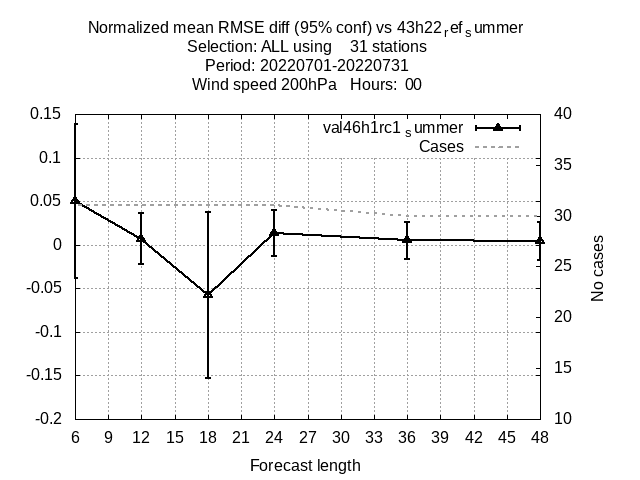 Normalized mean RMSE diff (95% conf) vs 43h22refsummer
Selection: ALL using 31 stations
Period: 20220701-20220731
Wind speed 200hPa Hours: 00
val46h1rc1summer
Cases
0.15
0.1
0.05
0
-0.05
-0.1
-0.15
-0.2
40
35
30
25
20
15
10
No cases
6 9 12 15 18 21 24 27 30 33 36 39 42 45 48
Forecast length